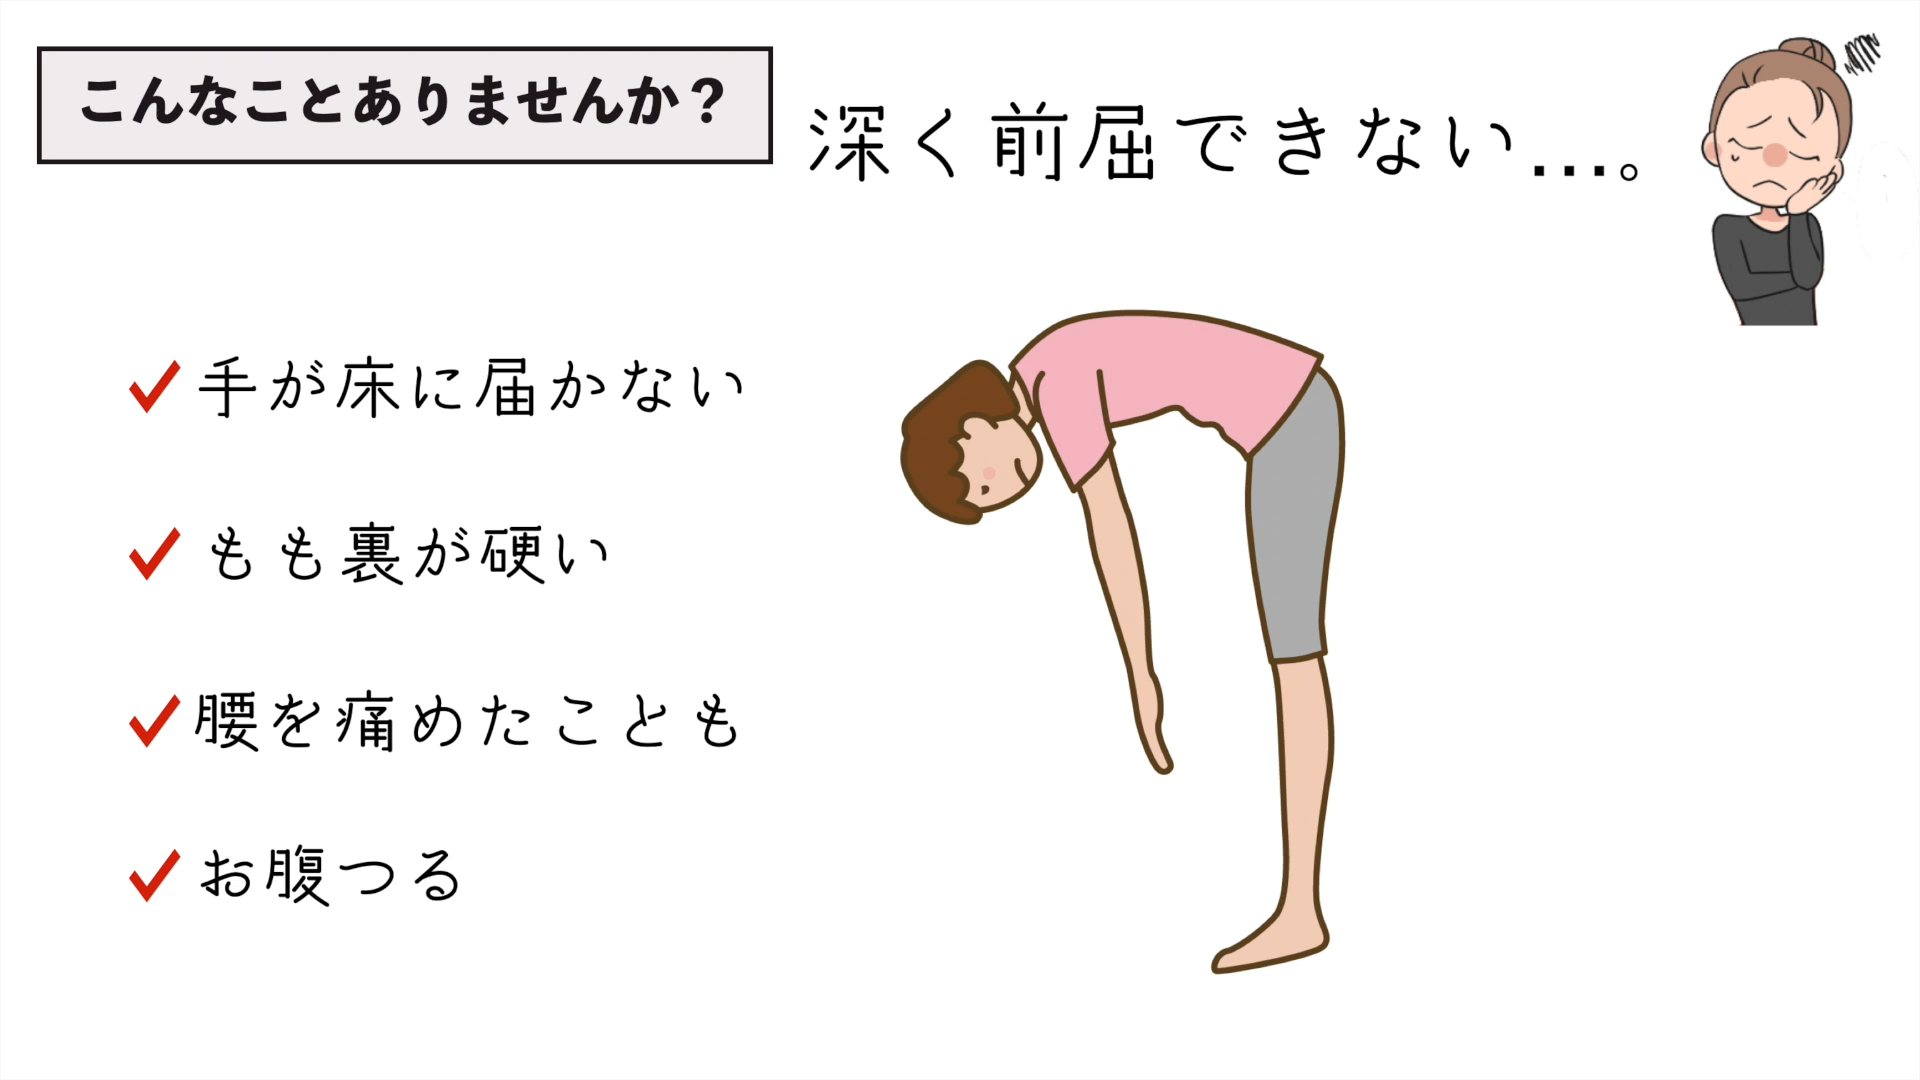 こんなことありませんか？
深く前屈できない…。
手が床に届かない
もも裏が硬い
腰を痛めたことも
お腹つる